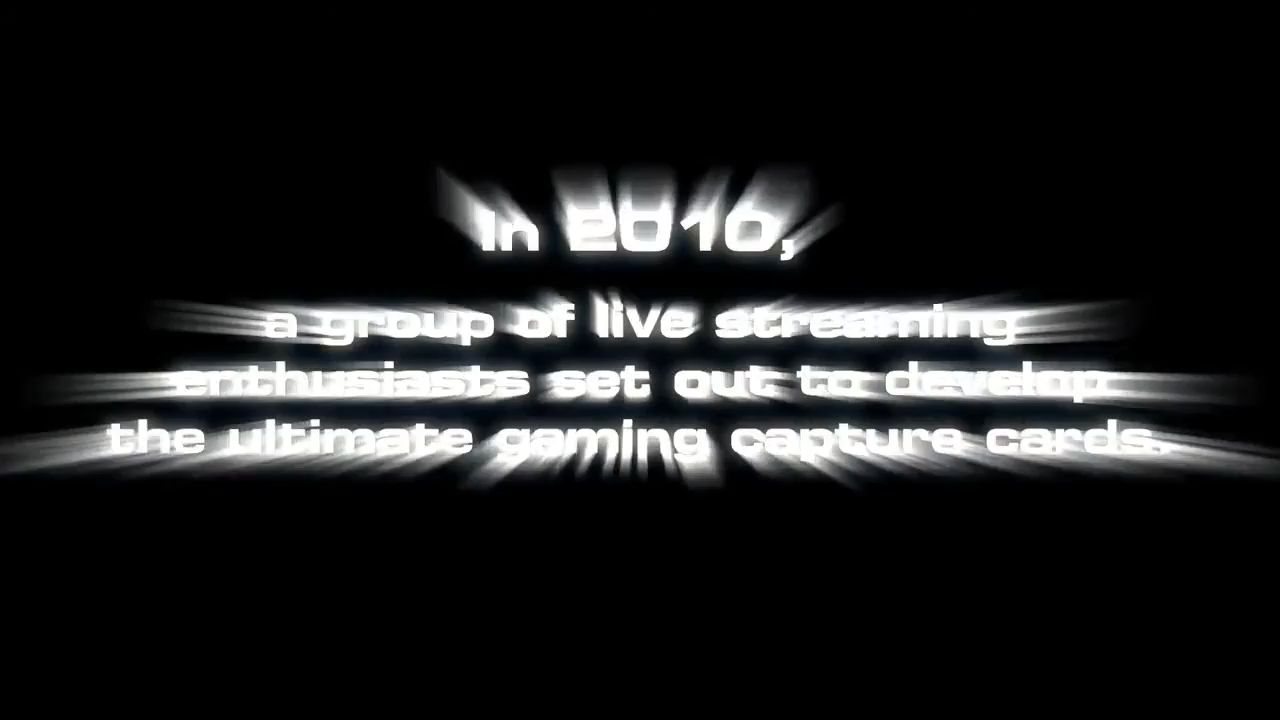 In 2010,
a group of live streaming
enthusiasts set out to develop
the ultimate gaming capture cards.